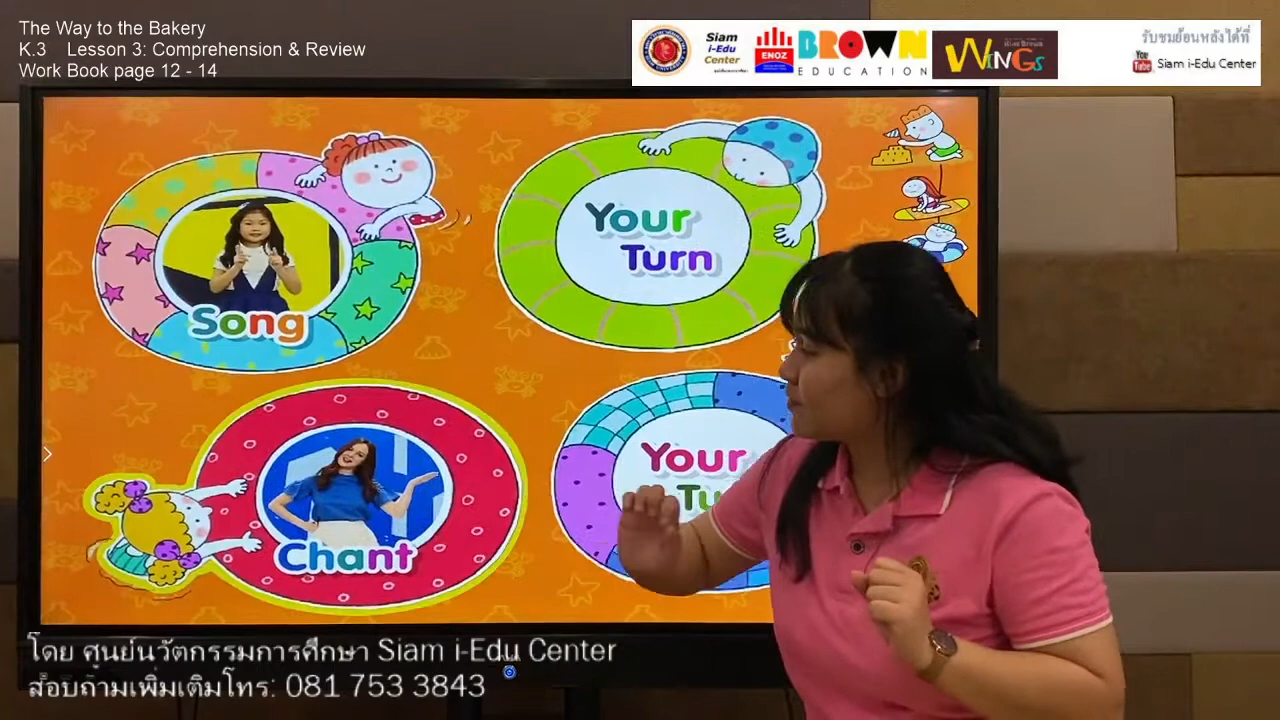 The Way to the Bakery
K.3 Lesson 3: Comprehension & Review
WorkBook page 12 - 14
Siam
i-Edu
Center
ENOZ
BROWN
EDUCATION
WINGS
รับชมย้อนหลังได้ที่
You
Tube
Siam i-Edu Center
Song
Your
Turn
Chant
Your
Tu
โดย ศูนย์นวัตกรรมการศึกษา Siam i-Edu Center
สอบถามเพิ่มเติมโทร: 081 753 3843